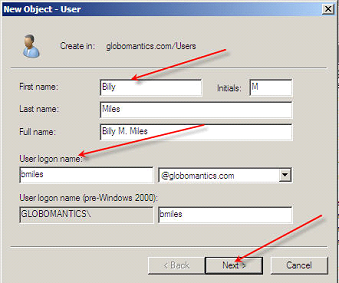 New Object - User
Create in: globomantics.com/Users
First name: Billy Initials: M
Last name: Miles
Full name: Billy M. Miles
User logon name:
bmiles @globomantics.com
User logon name (pre-Windows 2000):
GLOBOMANTICS\ bmiles
< Back Next > Cancel